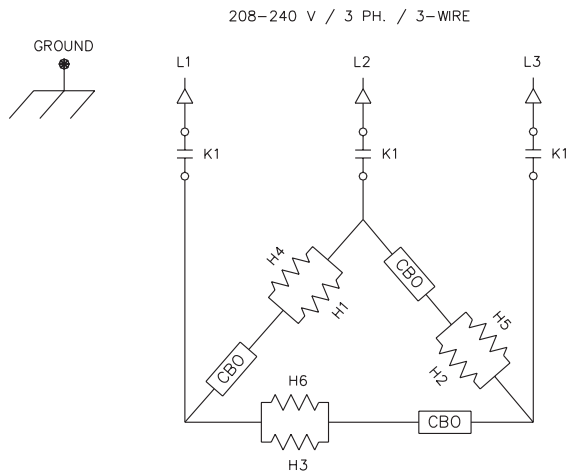 208-240 V / 3 PH. / 3-WIRE
GROUND
L1
L2
L3
K1
K1
K1
H4
H1
CBO
CBO
H5
H2
H6
H3
CBO